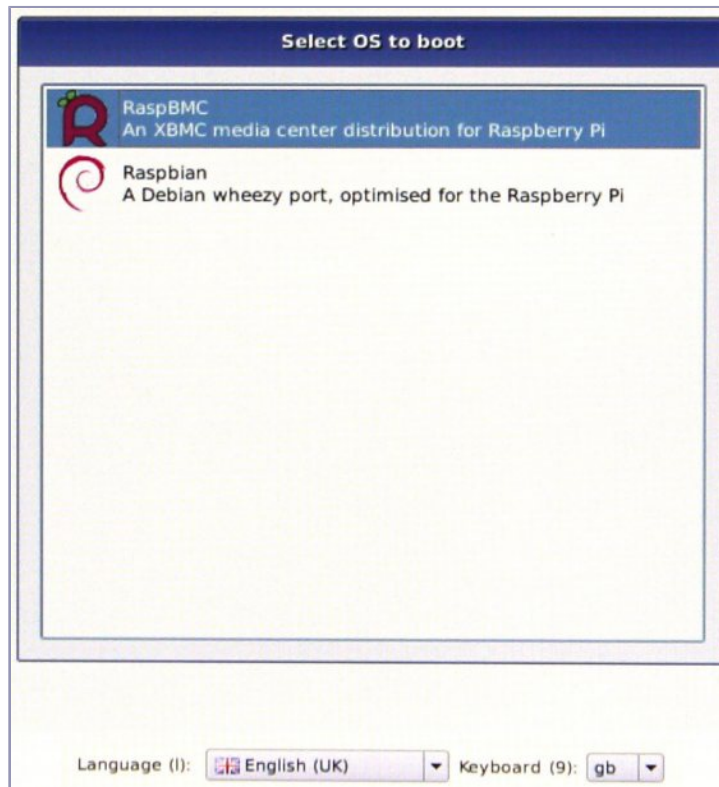 Select OS to boot
RaspBMC
An XBMC media center distribution for Raspberry Pi
Raspbian
A Debian wheezy port, optimised for the Raspberry Pi
Language (l): English (UK) Keyboard (9): gb